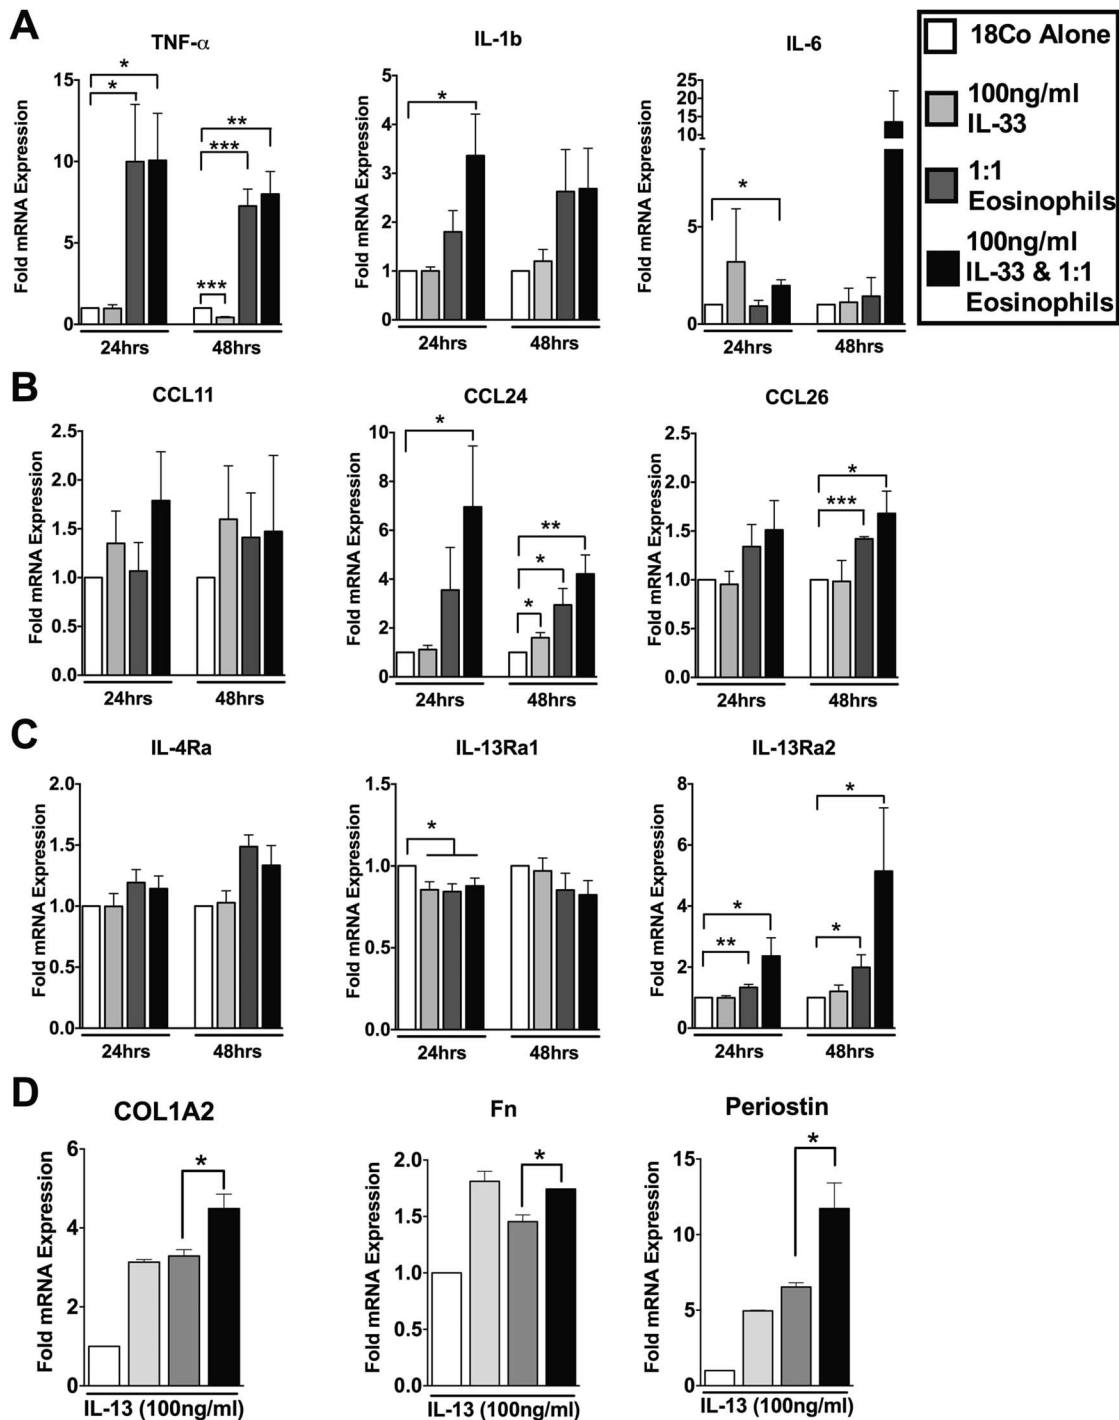 A
TNF-α
Fold mRNA Expression
15
10
5
0
*
*
**
***
***
24hrs
48hrs
IL-1b
Fold mRNA Expression
5
4
3
2
1
0
*
24hrs
48hrs
IL-6
Fold mRNA Expression
25
20
15
10
5
0
*
24hrs
48hrs
18Co Alone
100ng/ml
IL-33
1:1
Eosinophils
100ng/ml
IL-33 & 1:1
Eosinophils
B
CCL11
Fold mRNA Expression
2.5
2.0
1.5
1.0
0.5
0.0
24hrs
48hrs
CCL24
Fold mRNA Expression
10
8
6
4
2
0
*
**
*
*
24hrs
48hrs
CCL26
Fold mRNA Expression
2.5
2.0
1.5
1.0
0.5
0.0
*
***
24hrs
48hrs
C
IL-4Ra
Fold mRNA Expression
2.0
1.5
1.0
0.5
0.0
24hrs
48hrs
IL-13Ra1
Fold mRNA Expression
1.5
1.0
0.5
0.0
*
24hrs
48hrs
IL-13Ra2
Fold mRNA Expression
8
6
4
2
0
*
**
*
*
24hrs
48hrs
D
COL1A2
Fold mRNA Expression
6
4
2
0
*
IL-13 (100ng/ml)
Fn
Fold mRNA Expression
2.0
1.5
1.0
0.5
0.0
*
IL-13 (100ng/ml)
Periostin
Fold mRNA Expression
15
10
5
0
*
IL-13 (100ng/ml)